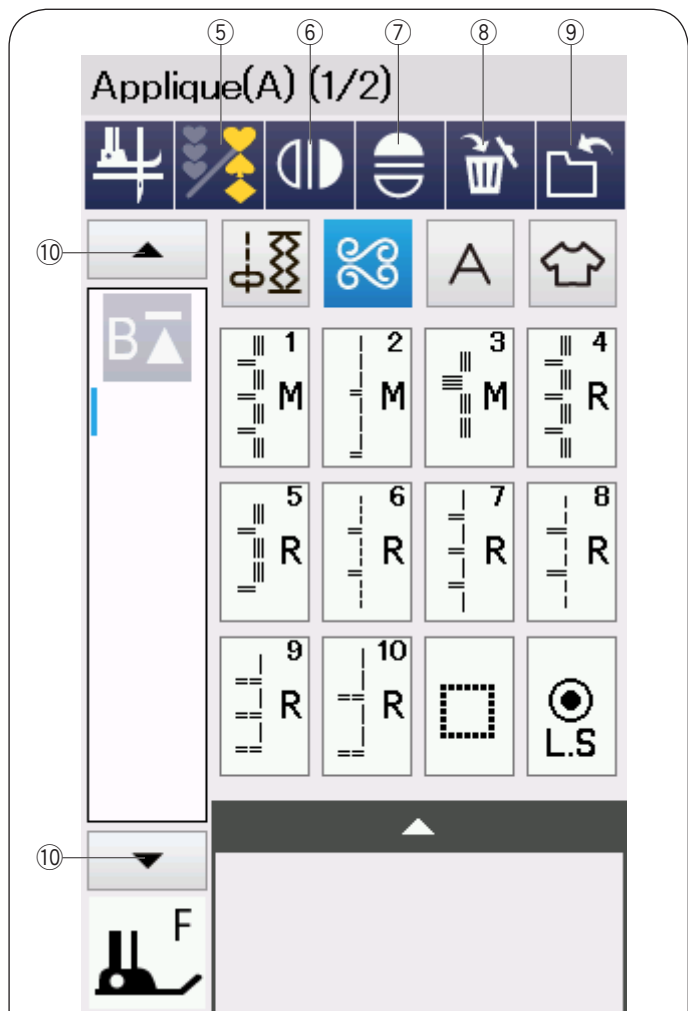 ⑤ ⑥ ⑦ ⑧ ⑨
Applique(A) (1/2)
⑩
A
B
1 2 3 4
M M M R
5 6 7 8
R R R R
9 10
R R
L.S
⑩
F